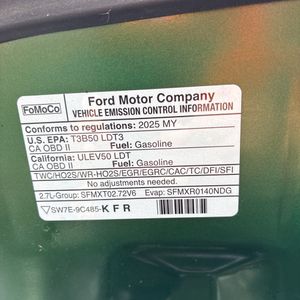 FoMoCo
Ford Motor Company
VEHICLE EMISSION CONTROL INFORMATION
Conforms to regulations: 2025 MY
U.S. EPA: T3B50 LDT3
CA OBD II Fuel: Gasoline
California: ULEV50 LDT
CA OBD II Fuel: Gasoline
TWC/HO2S/WR-HO2S/EGR/EGRC/CAC/TC/DFI/SFI
No adjustments needed.
2.7L-Group: SFMXT02.72V6 Evap: SFMXR0140NDG
SW7E-9C485-KFR